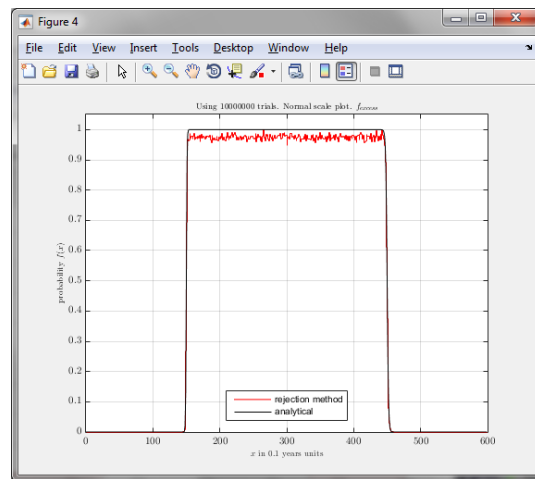 Figure 4
File Edit View Insert Tools Desktop Window Help
Using 10000000 trials. Normal scale plot. f_excess
1
0.9
0.8
0.7
0.6
0.5
0.4
0.3
0.2
0.1
0
probability f(x)
rejection method
analytical
0 100 200 300 400 500 600
x in 0.1 years units